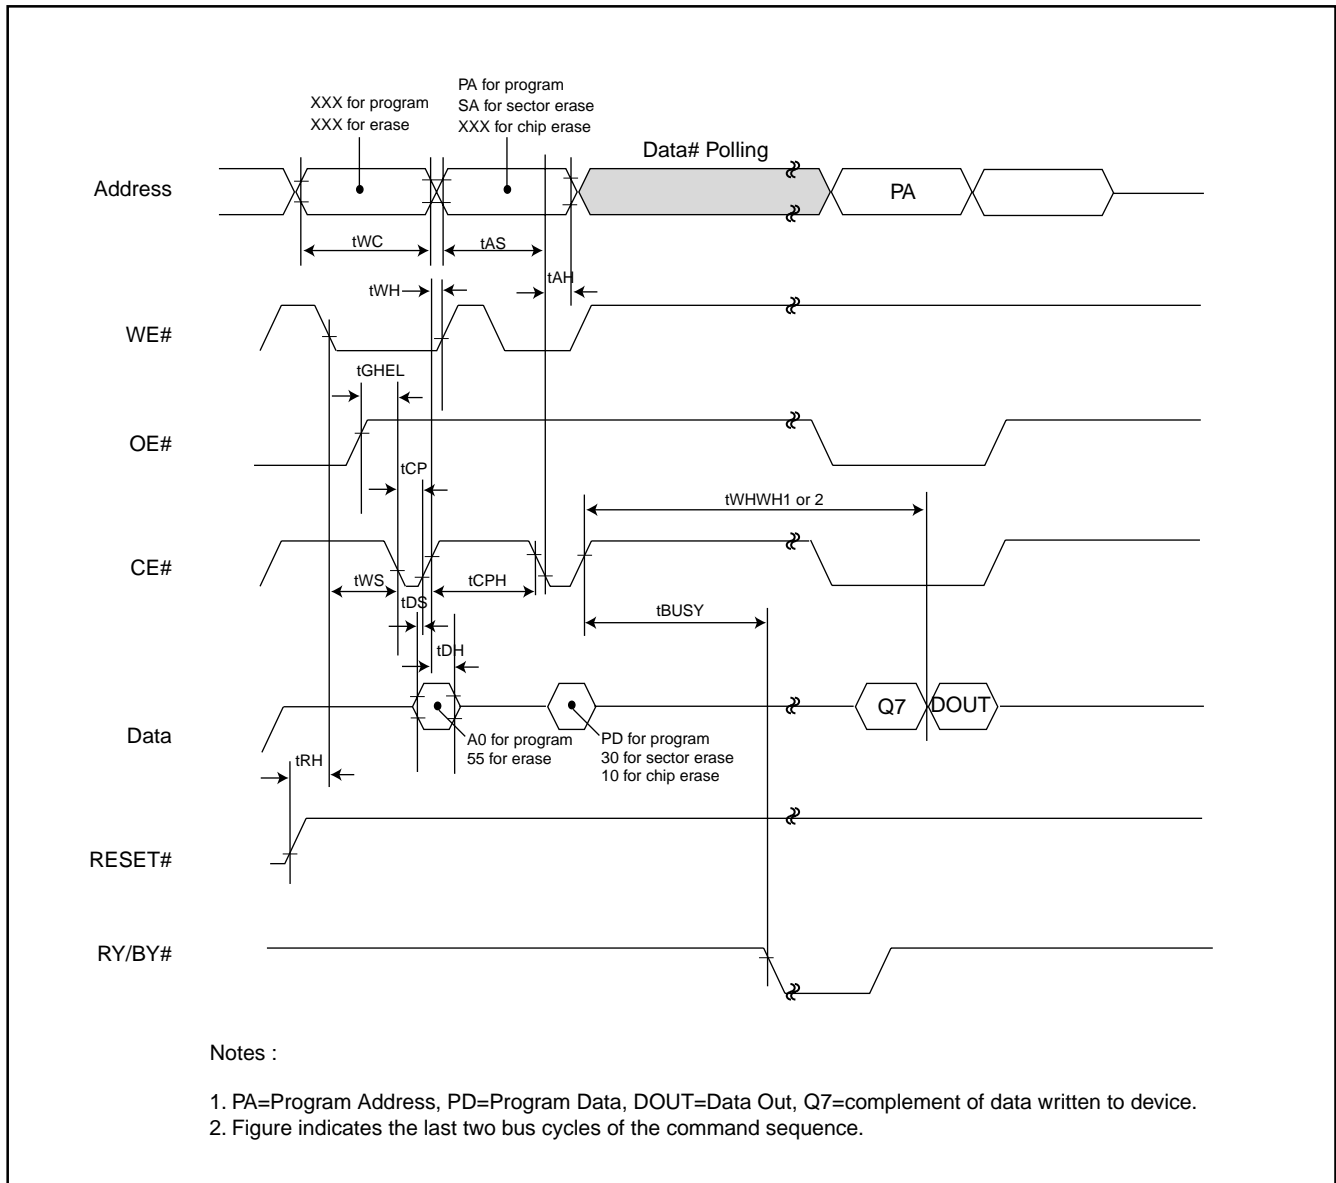 XXX for program
XXX for erase
PA for program
SA for sector erase
XXX for chip erase
Data# Polling
Address
PA
tWC
tAS
tAH
tWH
WE#
tGHEL
OE#
tCP
tWHWH1 or 2
CE#
tWS
tCPH
tDS
tBUSY
tDH
Q7
DOUT
Data
A0 for program
55 for erase
PD for program
30 for sector erase
10 for chip erase
tRH
RESET#
RY/BY#
Notes :
1. PA=Program Address, PD=Program Data, DOUT=Data Out, Q7=complement of data written to device.
2. Figure indicates the last two bus cycles of the command sequence.